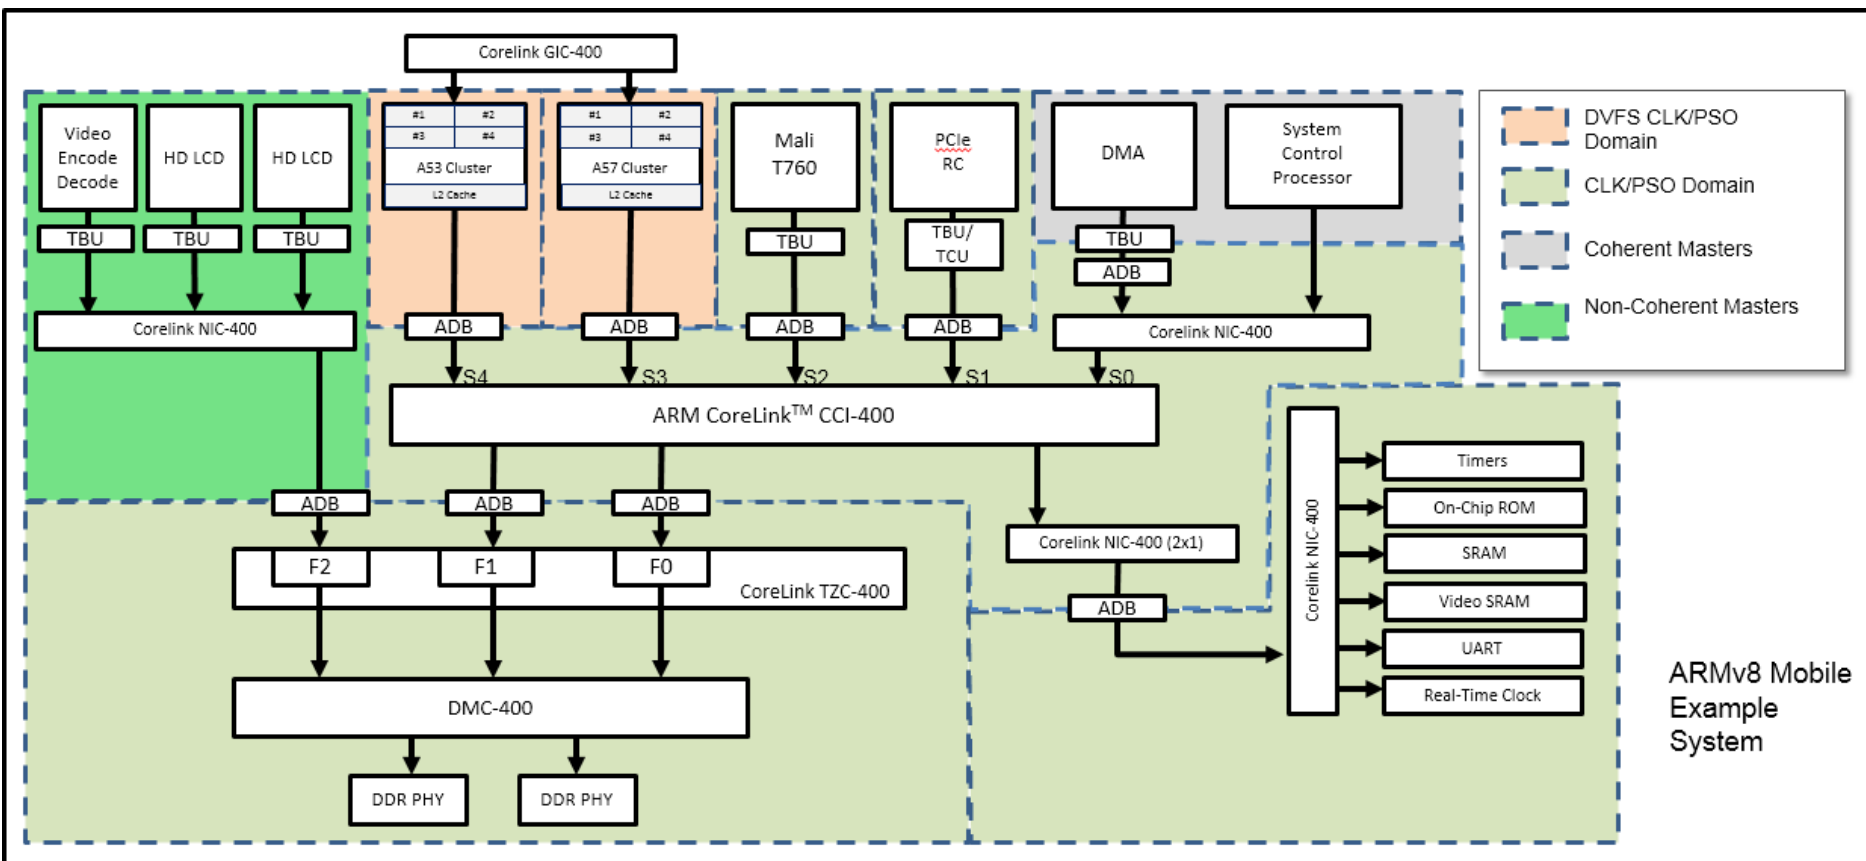 Corelink GIC-400
Video
Encode
Decode
HD LCD
HD LCD
#1
#2
#3
#4
A53 Cluster
L2 Cache
#1
#2
#3
#4
A57 Cluster
L2 Cache
Mali
T760
PCIe
RC
DMA
System
Control
Processor
DVFS CLK/PSO
Domain
CLK/PSO Domain
Coherent Masters
Non-Coherent Masters
TBU
TBU
TBU
TBU
TBU/
TCU
TBU
ADB
Corelink NIC-400
ADB
ADB
ADB
ADB
Corelink NIC-400
S4
S3
S2
S1
S0
ARM CoreLink™ CCI-400
ADB
ADB
ADB
Corelink NIC-400 (2x1)
F2
F1
F0
CoreLink TZC-400
ADB
Corelink NIC-400
Timers
On-Chip ROM
SRAM
Video SRAM
UART
Real-Time Clock
DMC-400
DDR PHY
DDR PHY
ARMv8 Mobile
Example
System